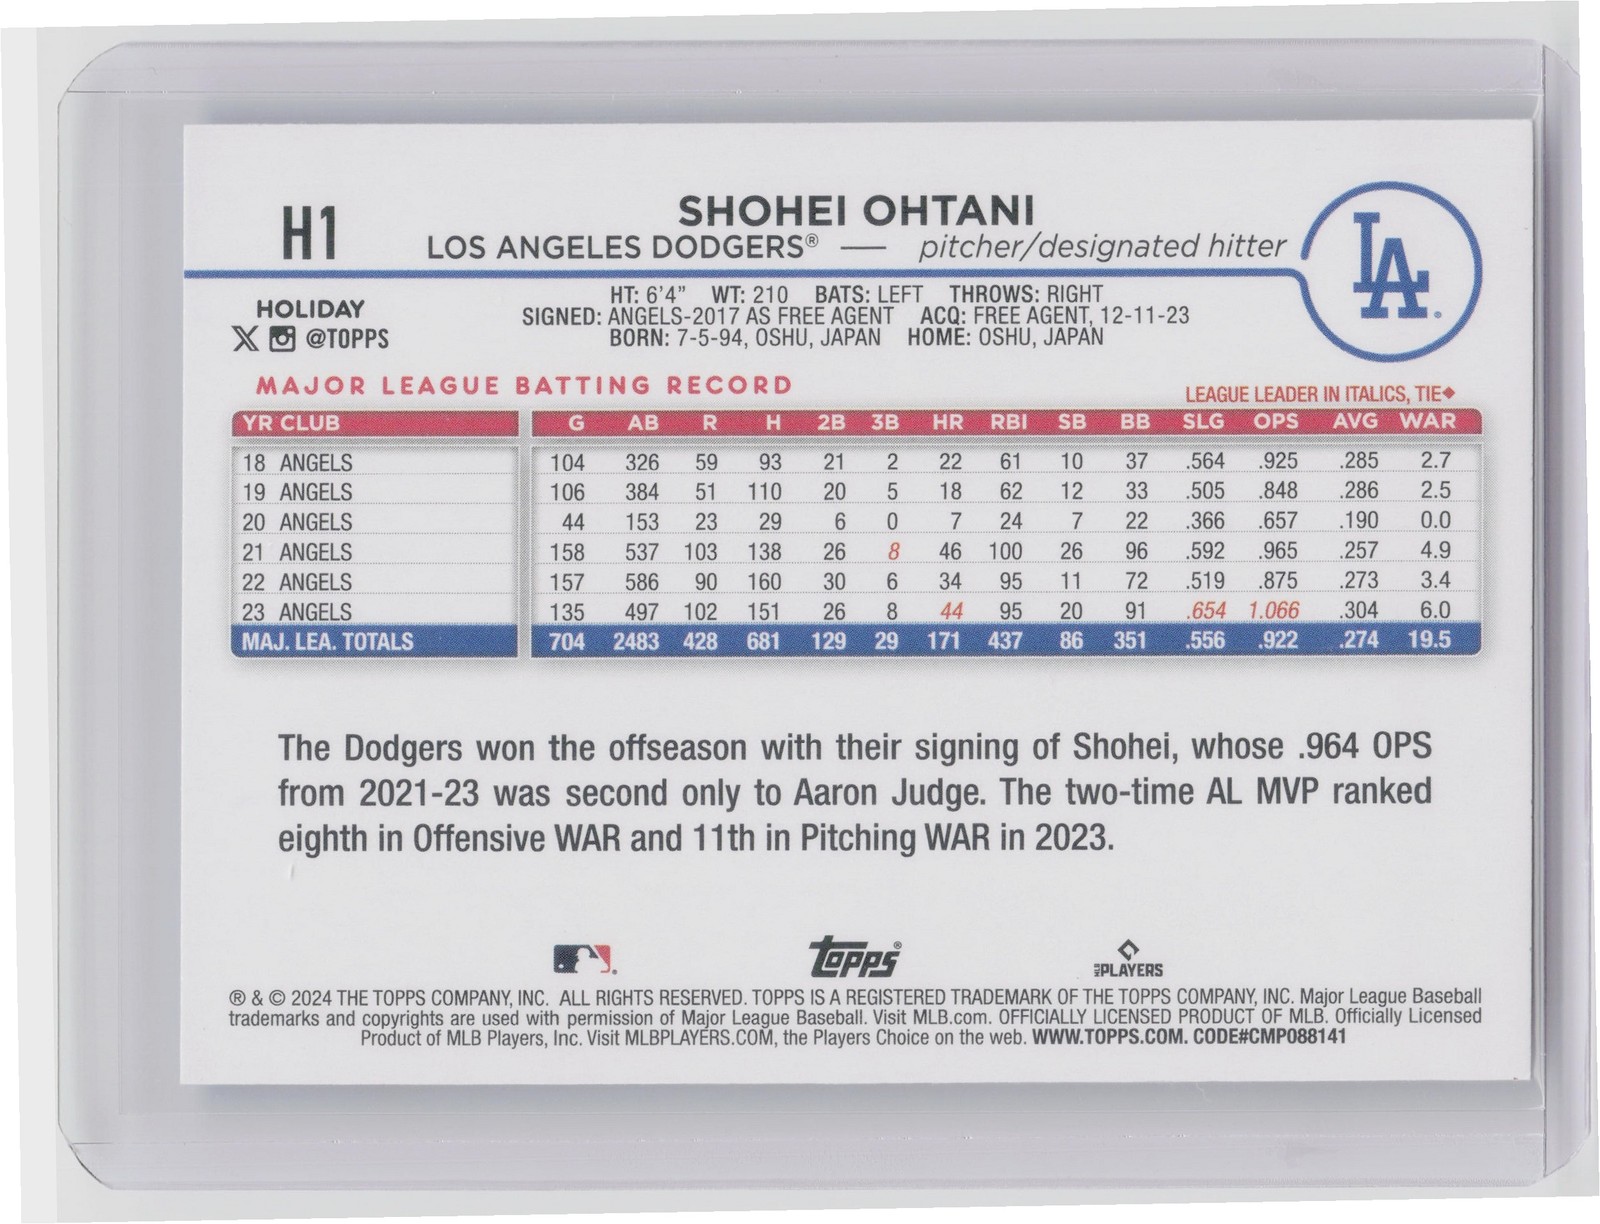 H1
SHOHEI OHTANI
LOS ANGELES DODGERS® — pitcher/designated hitter
LA
HOLIDAY
X @TOPPS
HT: 6'4" WT: 210 BATS: LEFT THROWS: RIGHT
SIGNED: ANGELS-2017 AS FREE AGENT ACQ: FREE AGENT, 12-11-23
BORN: 7-5-94, OSHU, JAPAN HOME: OSHU, JAPAN
MAJOR LEAGUE BATTING RECORD
LEAGUE LEADER IN ITALICS, TIE◆
YR CLUB G AB R H 2B 3B HR RBI SB BB SLG OPS AVG WAR
18 ANGELS 104 326 59 93 21 2 22 61 10 37 .564 .925 .285 2.7
19 ANGELS 106 384 51 110 20 5 18 62 12 33 .505 .848 .286 2.5
20 ANGELS 44 153 23 29 6 0 7 24 7 22 .366 .657 .190 0.0
21 ANGELS 158 537 103 138 26 8 46 100 26 96 .592 .965 .257 4.9
22 ANGELS 157 586 90 160 30 6 34 95 11 72 .519 .875 .273 3.4
23 ANGELS 135 497 102 151 26 8 44 95 20 91 .654 1.066 .304 6.0
MAJ. LEA. TOTALS 704 2483 428 681 129 29 171 437 86 351 .556 .922 .274 19.5
The Dodgers won the offseason with their signing of Shohei, whose .964 OPS
from 2021-23 was second only to Aaron Judge. The two-time AL MVP ranked
eighth in Offensive WAR and 11th in Pitching WAR in 2023.
Topps®
MLB PLAYERS
® & © 2024 THE TOPPS COMPANY, INC. ALL RIGHTS RESERVED. TOPPS IS A REGISTERED TRADEMARK OF THE TOPPS COMPANY, INC. Major League Baseball
trademarks and copyrights are used with permission of Major League Baseball. Visit MLB.com. OFFICIALLY LICENSED PRODUCT OF MLB. Officially Licensed
Product of MLB Players, Inc. Visit MLBPLAYERS.COM, the Players Choice on the web. WWW.TOPPS.COM. CODE#CMP088141